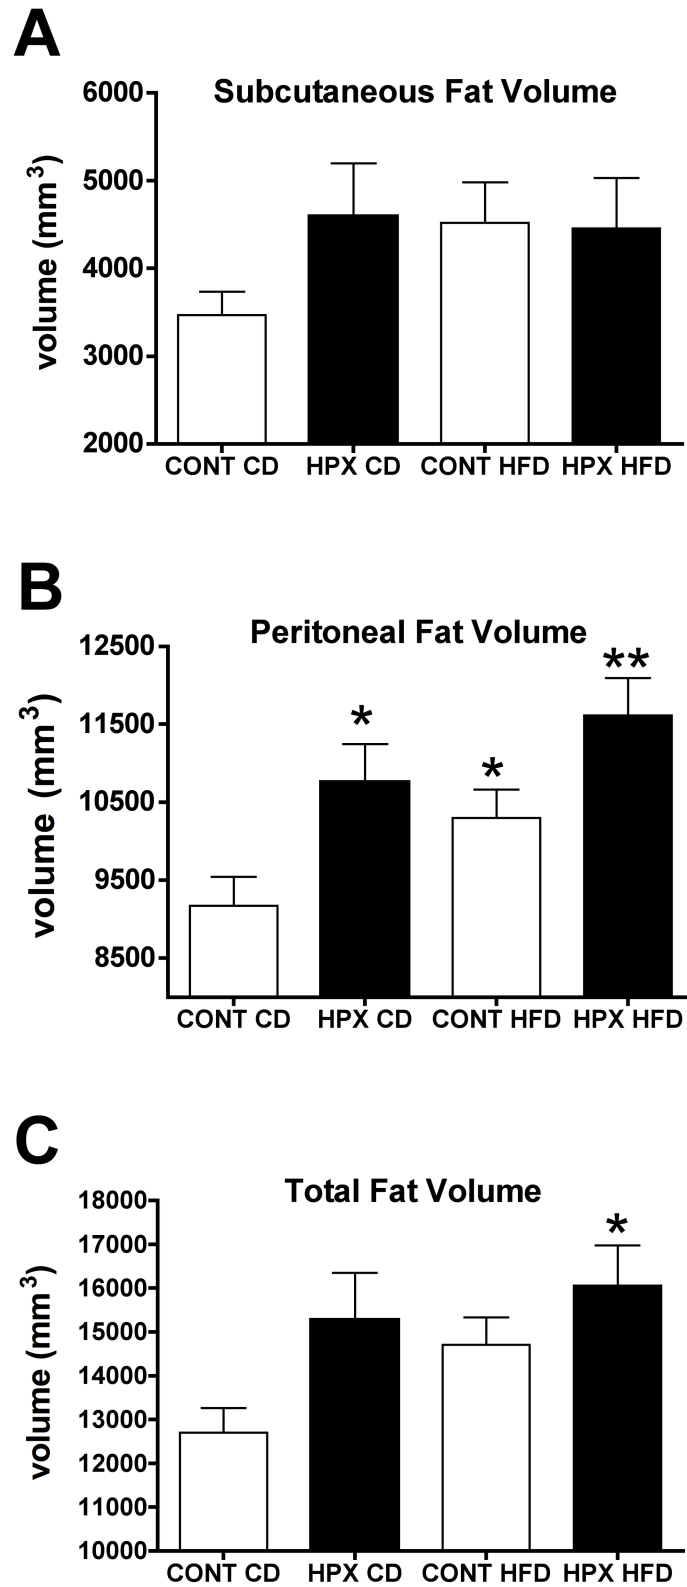 A
Subcutaneous Fat Volume
volume (mm³)
6000
5000
4000
3000
2000
CONT CD HPX CD CONT HFD HPX HFD
B
Peritoneal Fat Volume
volume (mm³)
12500
11500
10500
9500
8500
* * **
CONT CD HPX CD CONT HFD HPX HFD
C
Total Fat Volume
volume (mm³)
18000
17000
16000
15000
14000
13000
12000
11000
10000
*
CONT CD HPX CD CONT HFD HPX HFD